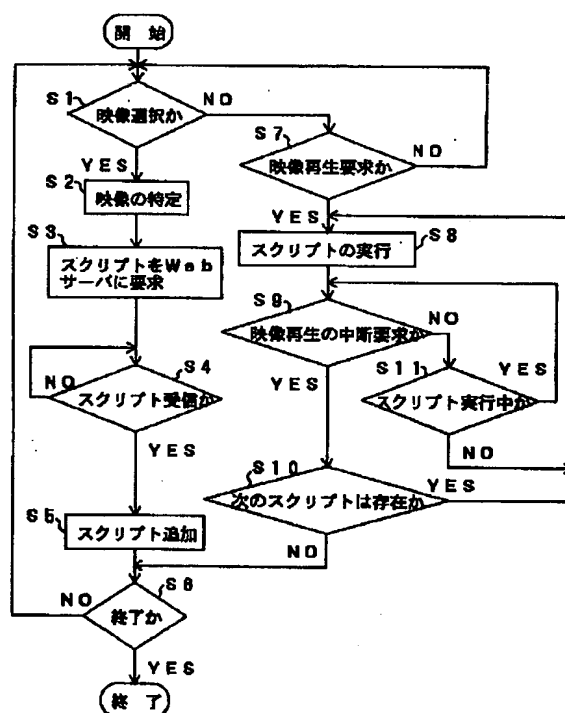 開 始
S1
映像選択か
NO
YES
S7
映像再生要求か
NO
YES
S2
映像の特定
S3
スクリプトをWeb
サーバに要求
S8
スクリプトの実行
S9
映像再生の中断要求か
NO
YES
S4
スクリプト受信か
NO
YES
S11
スクリプト実行中か
YES
NO
S10
次のスクリプトは存在か
YES
NO
S5
スクリプト追加
S6
終了か
NO
YES
終 了